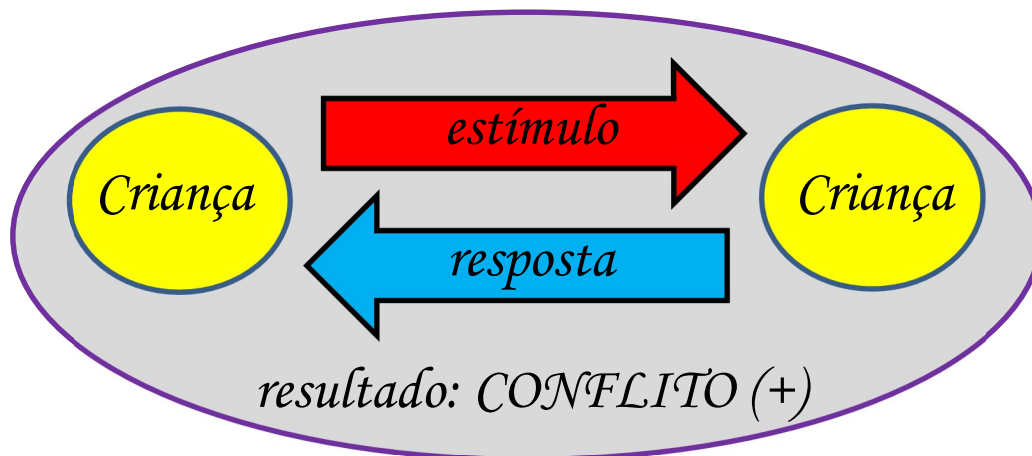 estímulo
Criança
Criança
resposta
resultado: CONFLITO (+)